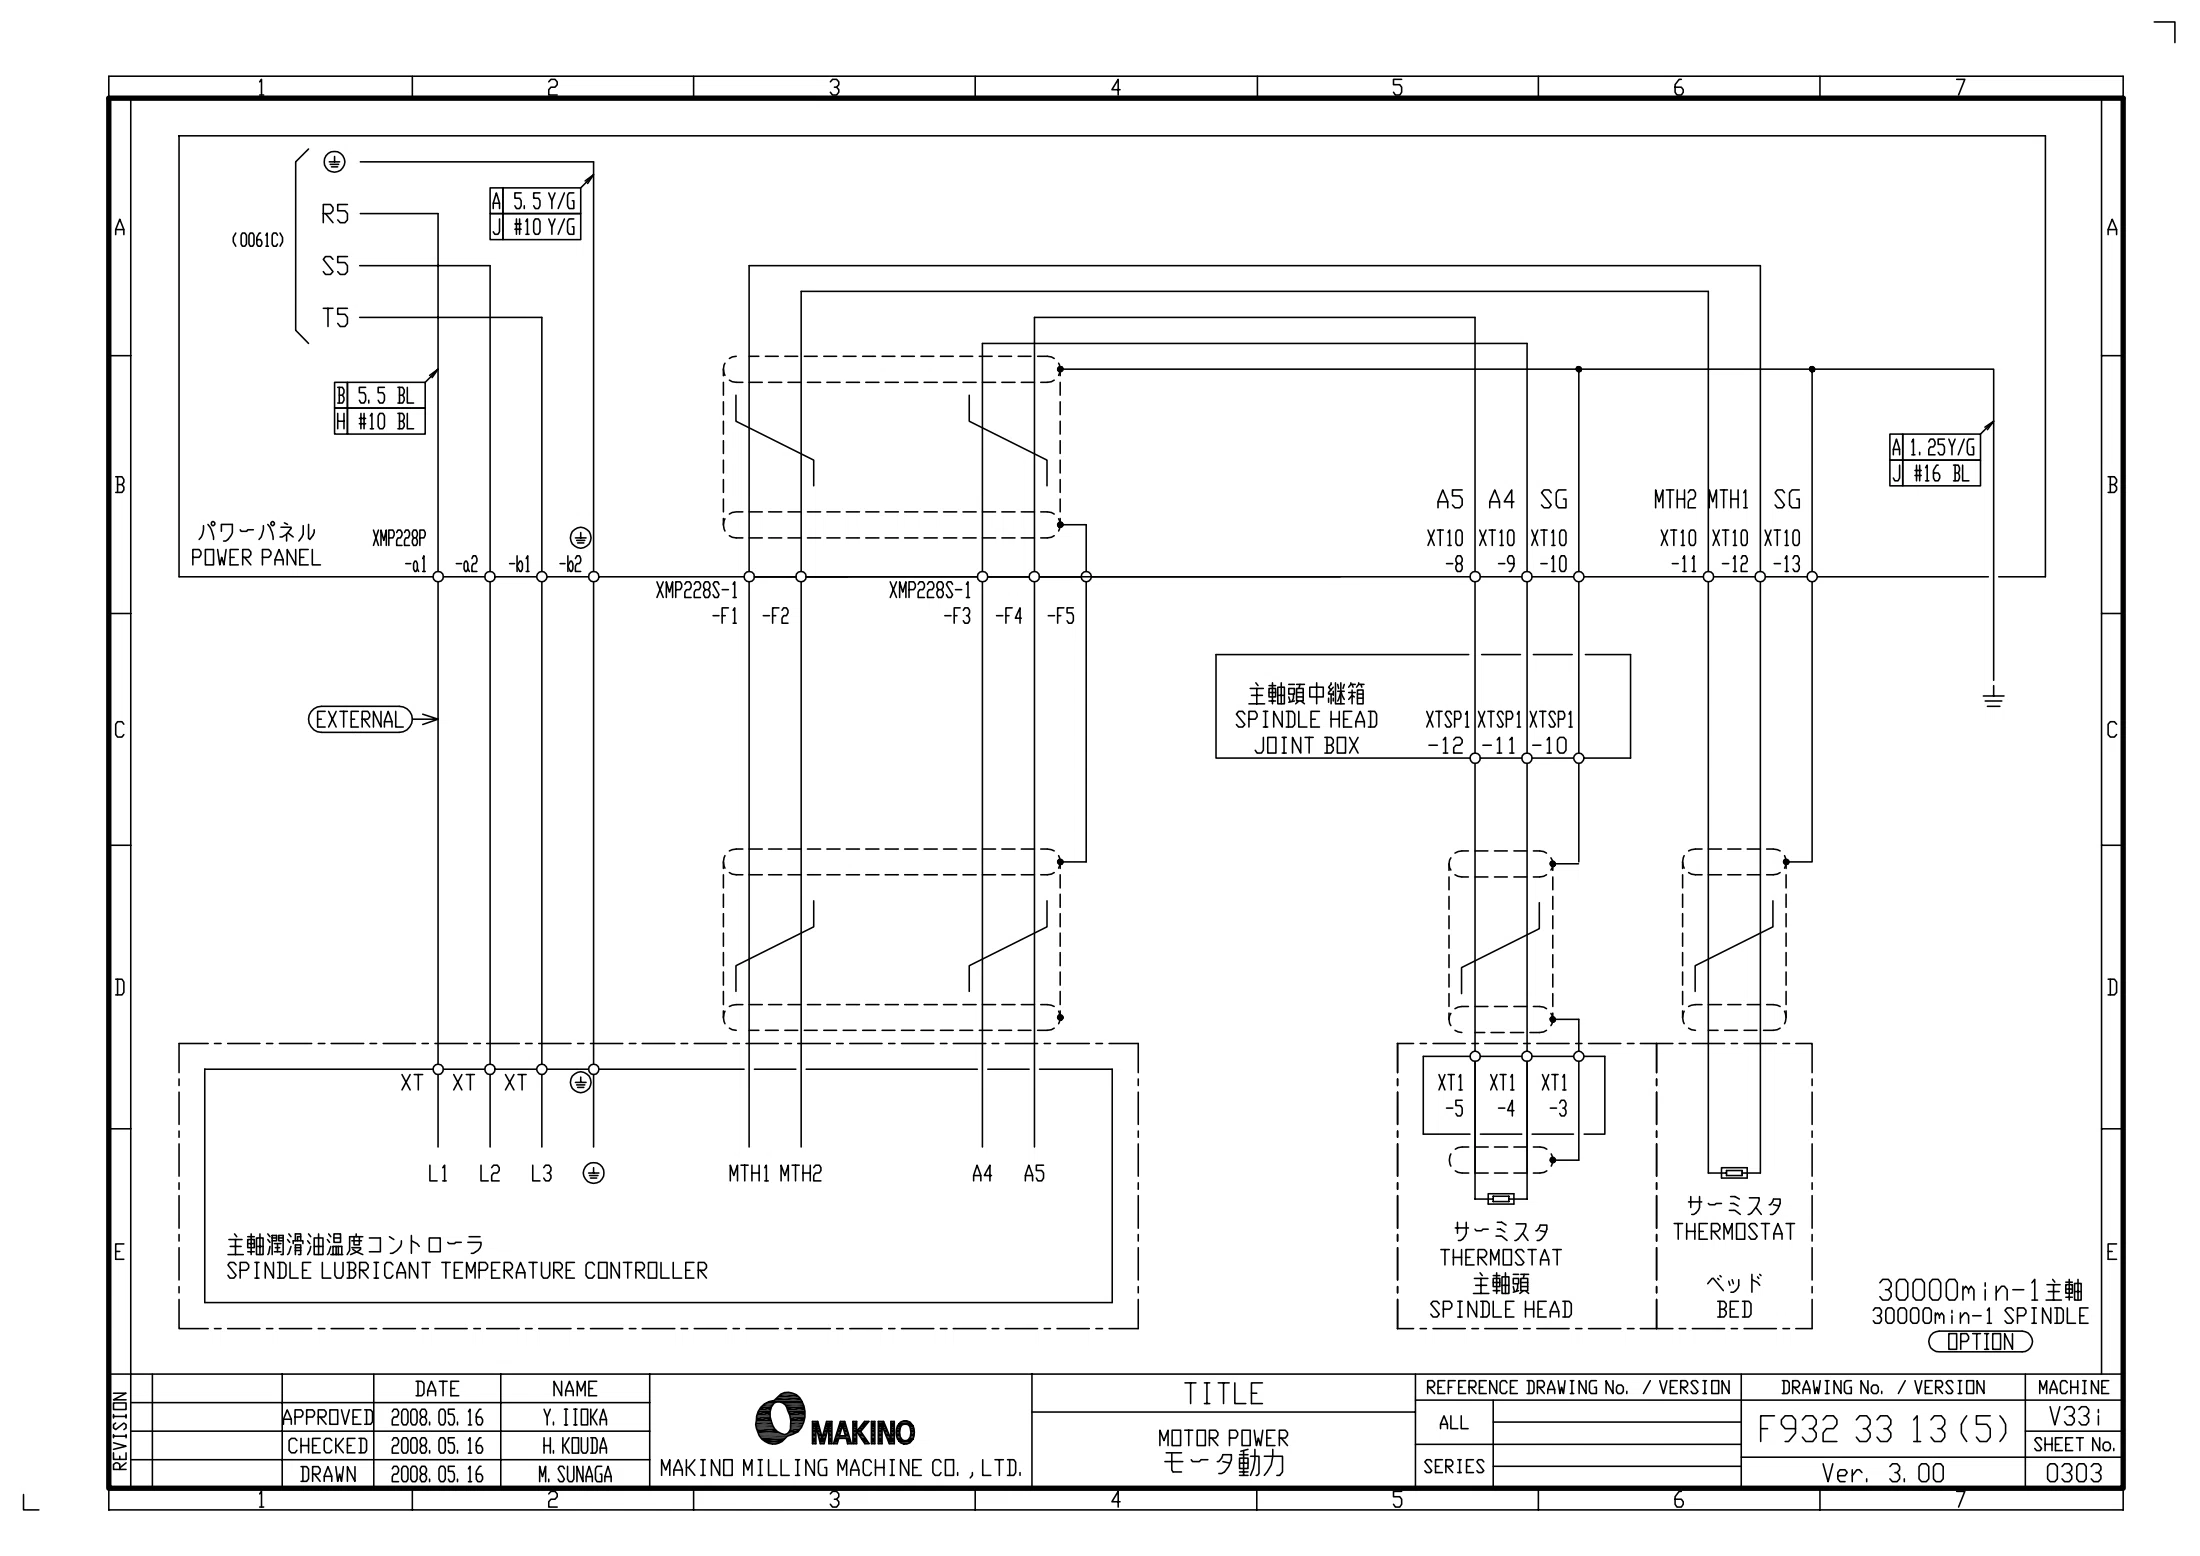 1 2 3 4 5 6 7
A
B
C
D
E
A
B
C
D
E
R5
(0061C)
S5
T5
A 5.5 Y/G
J #10 Y/G
B 5.5 BL
H #10 BL
A 1.25Y/G
J #16 BL
パワーパネル
POWER PANEL
XMP228P
-a1 -a2 -b1 -b2
XMP228S-1
-F1 -F2
XMP228S-1
-F3 -F4 -F5
A5 A4 SG
XT10 XT10 XT10
-8 -9 -10
MTH2 MTH1 SG
XT10 XT10 XT10
-11 -12 -13
EXTERNAL
主軸頭中継箱
SPINDLE HEAD
JOINT BOX
XTSP1 XTSP1 XTSP1
-12 -11 -10
XT XT XT
L1 L2 L3
MTH1 MTH2
A4 A5
主軸潤滑油温度コントローラ
SPINDLE LUBRICANT TEMPERATURE CONTROLLER
XT1 XT1 XT1
-5 -4 -3
サーミスタ
THERMOSTAT
主軸頭
SPINDLE HEAD
サーミスタ
THERMOSTAT
ベッド
BED
30000min-1主軸
30000min-1 SPINDLE
OPTION
REVISION
DATE NAME
APPROVED 2008.05.16 Y. IIOKA
CHECKED 2008.05.16 H. KOUDA
DRAWN 2008.05.16 M. SUNAGA
MAKINO
MAKINO MILLING MACHINE CO.,LTD.
TITLE
MOTOR POWER
モータ動力
REFERENCE DRAWING No. / VERSION
ALL
SERIES
DRAWING No. / VERSION
F932 33 13(5)
Ver. 3.00
MACHINE
V33i
SHEET No.
0303
1 2 3 4 5 6 7